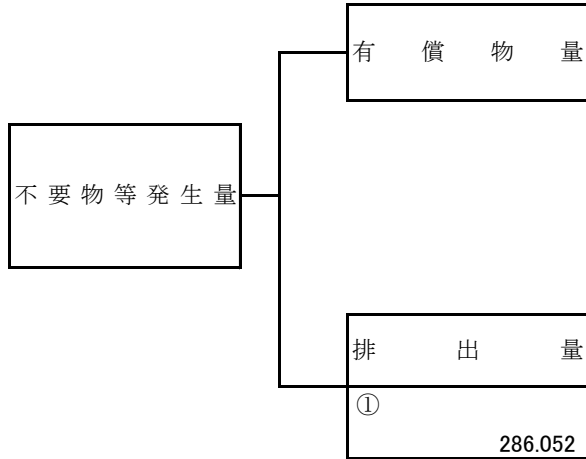 有償物量
不要物等発生量
排出量
①
286.052